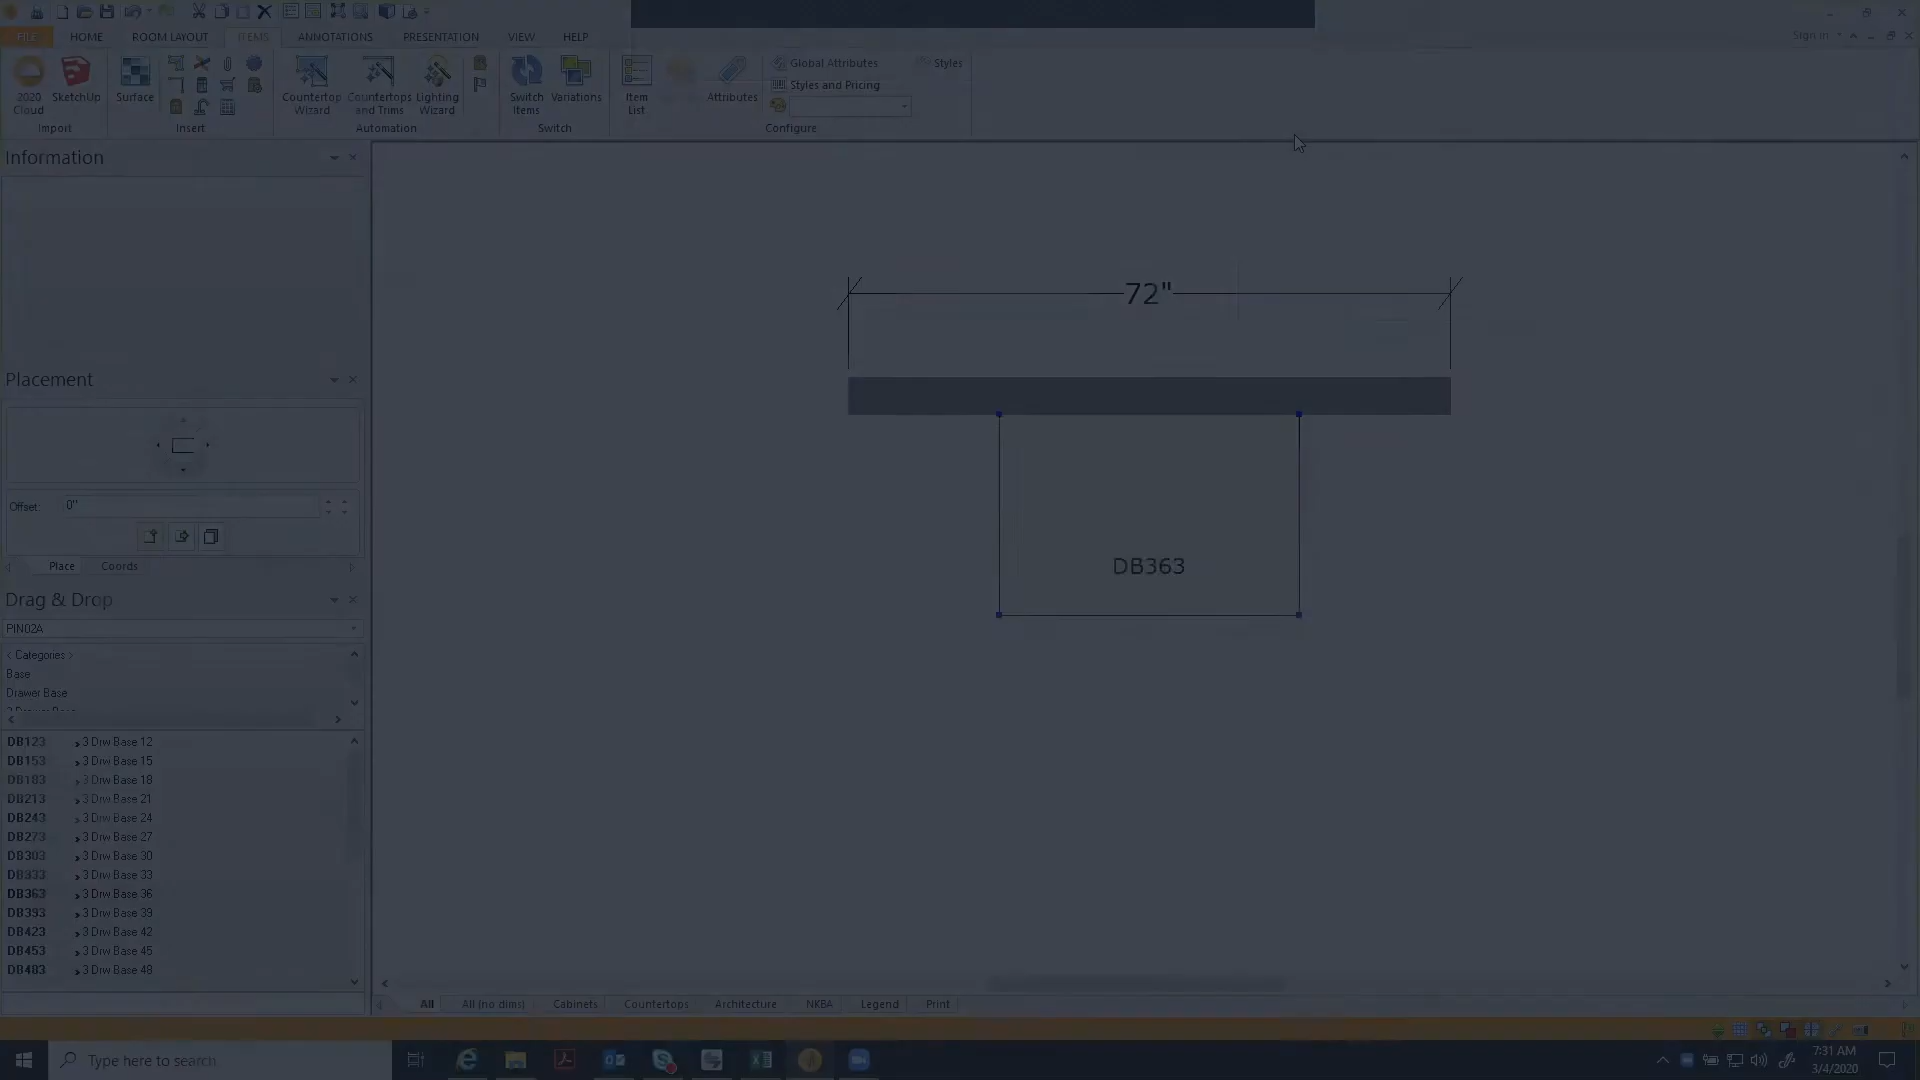 FILE HOME ROOM LAYOUT ITEMS ANNOTATIONS PRESENTATION VIEW HELP
Sign in
2020 Cloud
SketchUp
Import
Surface
Insert
Countertop Wizard
Countertops and Trims
Lighting Wizard
Automation
Switch Items
Variations
Switch
Item List
Attributes
Global Attributes
Styles
Styles and Pricing
Configure
Information
Placement
Offset: 0"
Place Coords
Drag & Drop
PIN02A
< Categories >
Base
Drawer Base
3 Drawer Base
DB123 3 Drw Base 12
DB153 3 Drw Base 15
DB183 3 Drw Base 18
DB213 3 Drw Base 21
DB243 3 Drw Base 24
DB273 3 Drw Base 27
DB303 3 Drw Base 30
DB333 3 Drw Base 33
DB363 3 Drw Base 36
DB393 3 Drw Base 39
DB423 3 Drw Base 42
DB453 3 Drw Base 45
DB483 3 Drw Base 48
72"
DB363
All All (no dims) Cabinets Countertops Architecture NKBA Legend Print
Type here to search
7:31 AM
3/4/2020